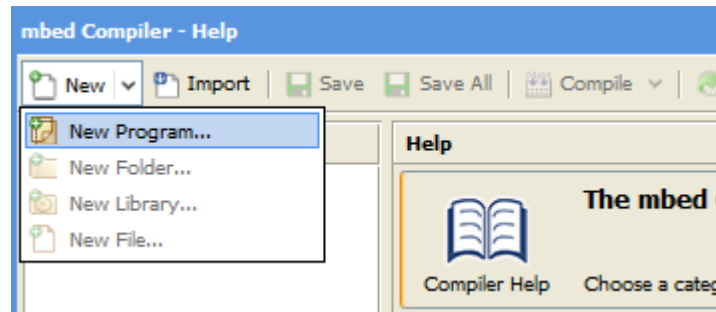 mbed Compiler - Help
New Import Save Save All Compile
New Program...
New Folder...
New Library...
New File...
Help
The mbed
Compiler Help
Choose a categ